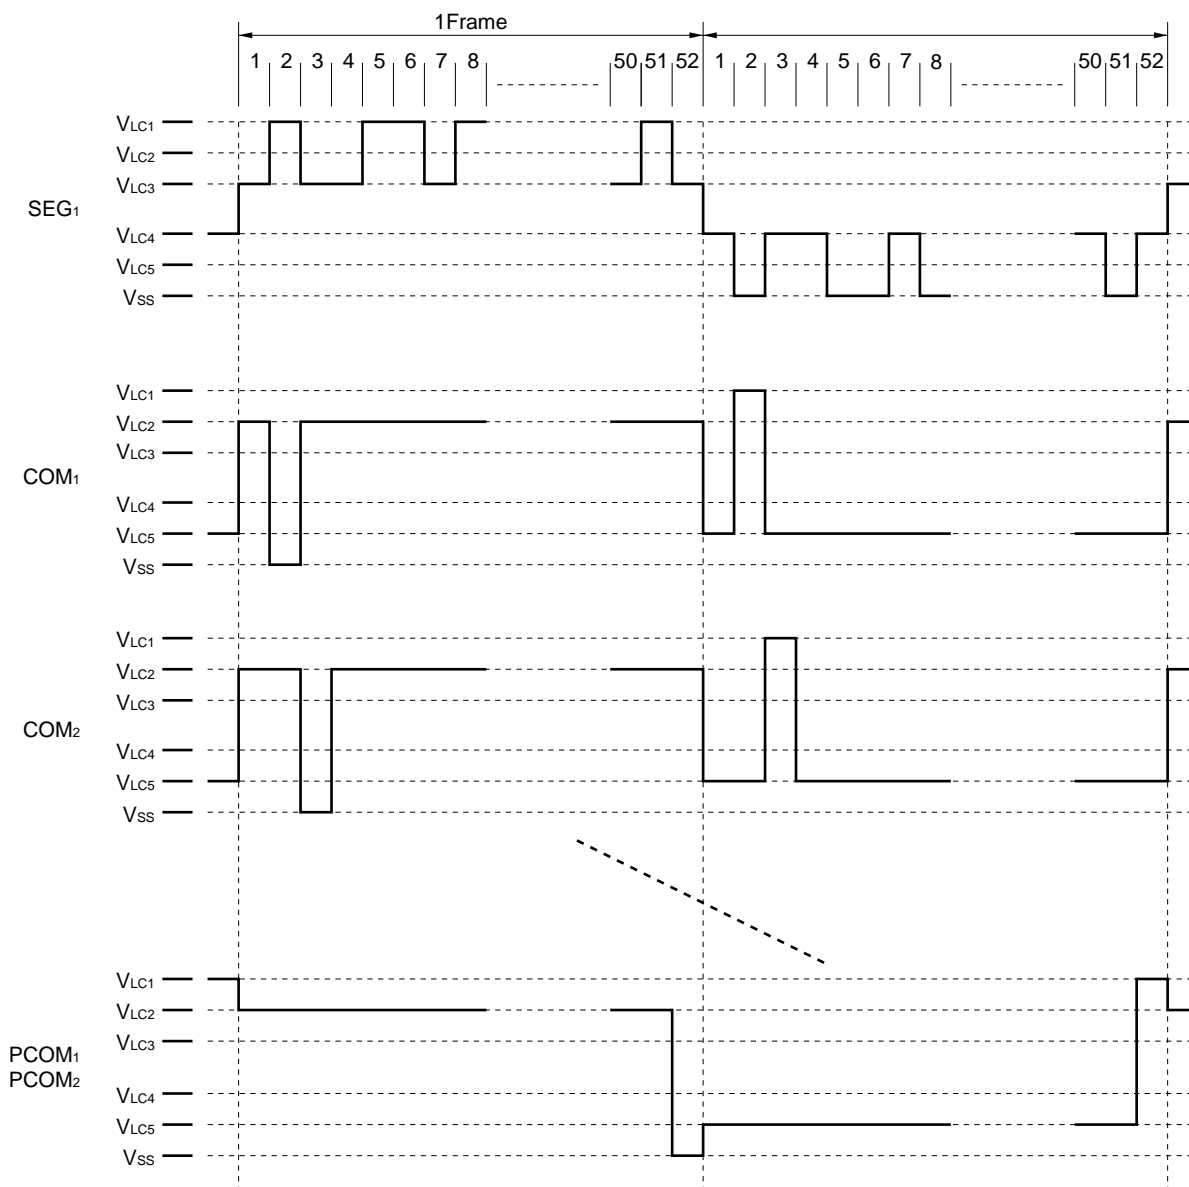 1Frame
1 2 3 4 5 6 7 8 50 51 52 1 2 3 4 5 6 7 8 50 51 52
SEG1
VLC1
VLC2
VLC3
VLC4
VLC5
VSS
COM1
VLC1
VLC2
VLC3
VLC4
VLC5
VSS
COM2
VLC1
VLC2
VLC3
VLC4
VLC5
VSS
PCOM1
PCOM2
VLC1
VLC2
VLC3
VLC4
VLC5
VSS